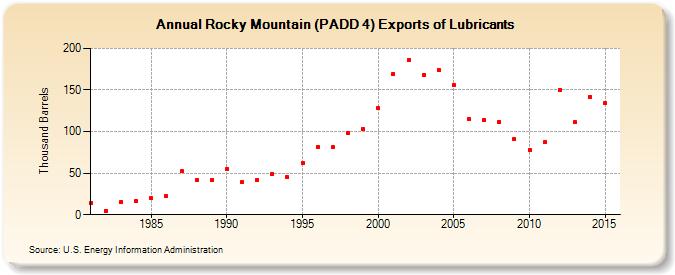 Annual Rocky Mountain (PADD 4) Exports of Lubricants
Thousand Barrels
200
150
100
50
0
1985 1990 1995 2000 2005 2010 2015
Source: U.S. Energy Information Administration